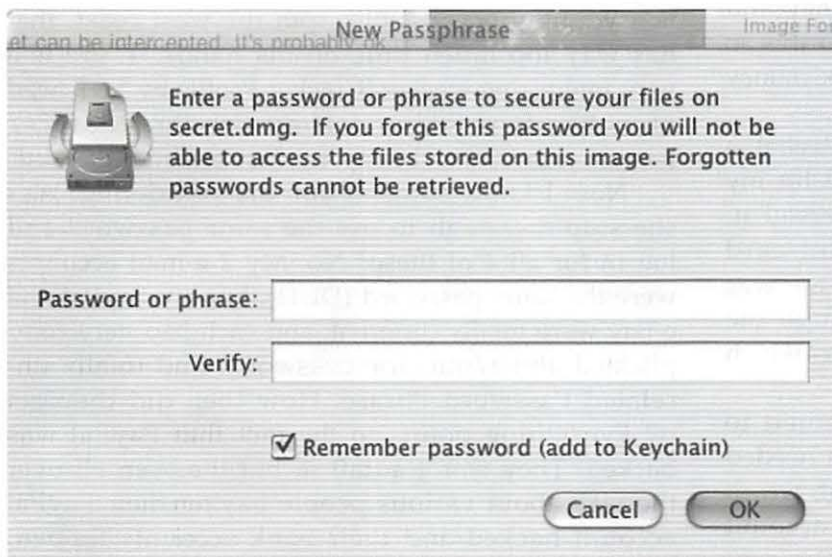 New Passphrase
Image For
et can be intercepted. It's probably ok
Enter a password or phrase to secure your files on
secret.dmg. If you forget this password you will not be
able to access the files stored on this image. Forgotten
passwords cannot be retrieved.
Password or phrase:
Verify:
Remember password (add to Keychain)
Cancel
OK